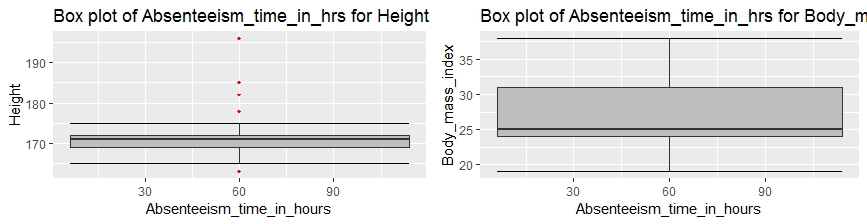 Box plot of Absenteeism_time_in_hrs for Height
190
180
170
Height
30 60 90
Absenteeism_time_in_hours
Box plot of Absenteeism_time_in_hrs for Body_m
35
30
25
20
Body_mass_index
30 60 90
Absenteeism_time_in_hours